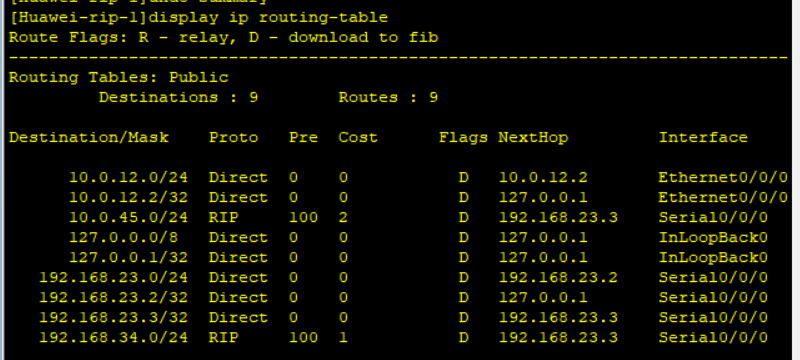 [Huawei-rip-1]undo summary
[Huawei-rip-1]display ip routing-table
Route Flags: R - relay, D - download to fib
------------------------------------------------------------------------------
Routing Tables: Public
         Destinations : 9        Routes : 9

Destination/Mask    Proto   Pre  Cost      Flags NextHop         Interface

      10.0.12.0/24  Direct  0    0           D   10.0.12.2       Ethernet0/0/0
      10.0.12.2/32  Direct  0    0           D   127.0.0.1       Ethernet0/0/0
      10.0.45.0/24  RIP     100  2           D   192.168.23.3    Serial0/0/0
      127.0.0.0/8   Direct  0    0           D   127.0.0.1       InLoopBack0
      127.0.0.1/32  Direct  0    0           D   127.0.0.1       InLoopBack0
   192.168.23.0/24  Direct  0    0           D   192.168.23.2    Serial0/0/0
   192.168.23.2/32  Direct  0    0           D   127.0.0.1       Serial0/0/0
   192.168.23.3/32  Direct  0    0           D   192.168.23.3    Serial0/0/0
   192.168.34.0/24  RIP     100  1           D   192.168.23.3    Serial0/0/0